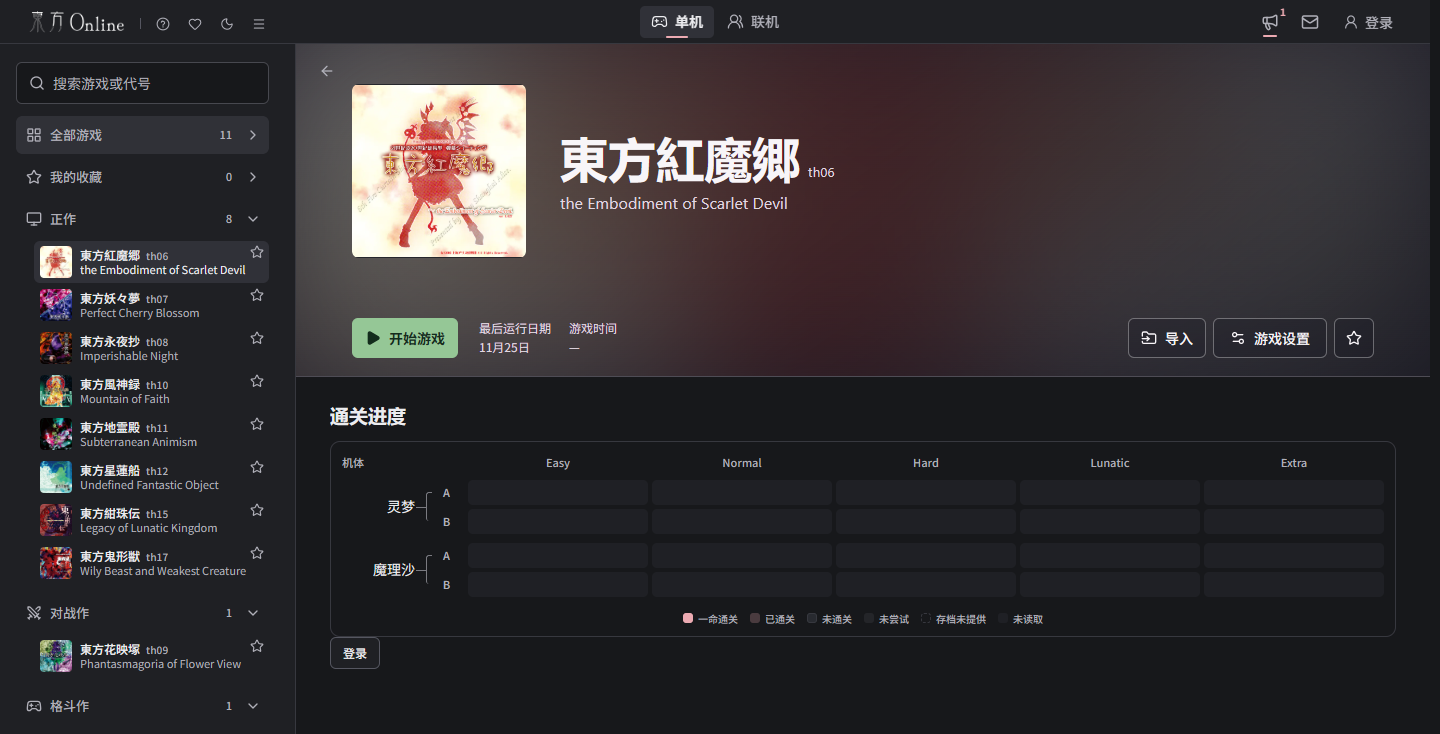 東方Online
单机
联机
1
登录
搜索游戏或代号
全部游戏 11
我的收藏 0
正作 8
東方紅魔郷 th06
the Embodiment of Scarlet Devil
東方妖々夢 th07
Perfect Cherry Blossom
東方永夜抄 th08
Imperishable Night
東方風神録 th10
Mountain of Faith
東方地霊殿 th11
Subterranean Animism
東方星蓮船 th12
Undefined Fantastic Object
東方紺珠伝 th15
Legacy of Lunatic Kingdom
東方鬼形獣 th17
Wily Beast and Weakest Creature
对战作 1
東方花映塚 th09
Phantasmagoria of Flower View
格斗作 1
東方紅魔郷
東方紅魔郷 th06
the Embodiment of Scarlet Devil
开始游戏
最后运行日期 游戏时间
11月25日 —
导入
游戏设置
通关进度
机体 Easy Normal Hard Lunatic Extra
灵梦
A
B
魔理沙
A
B
一命通关 已通关 未通关 未尝试 存档未提供 未读取
登录